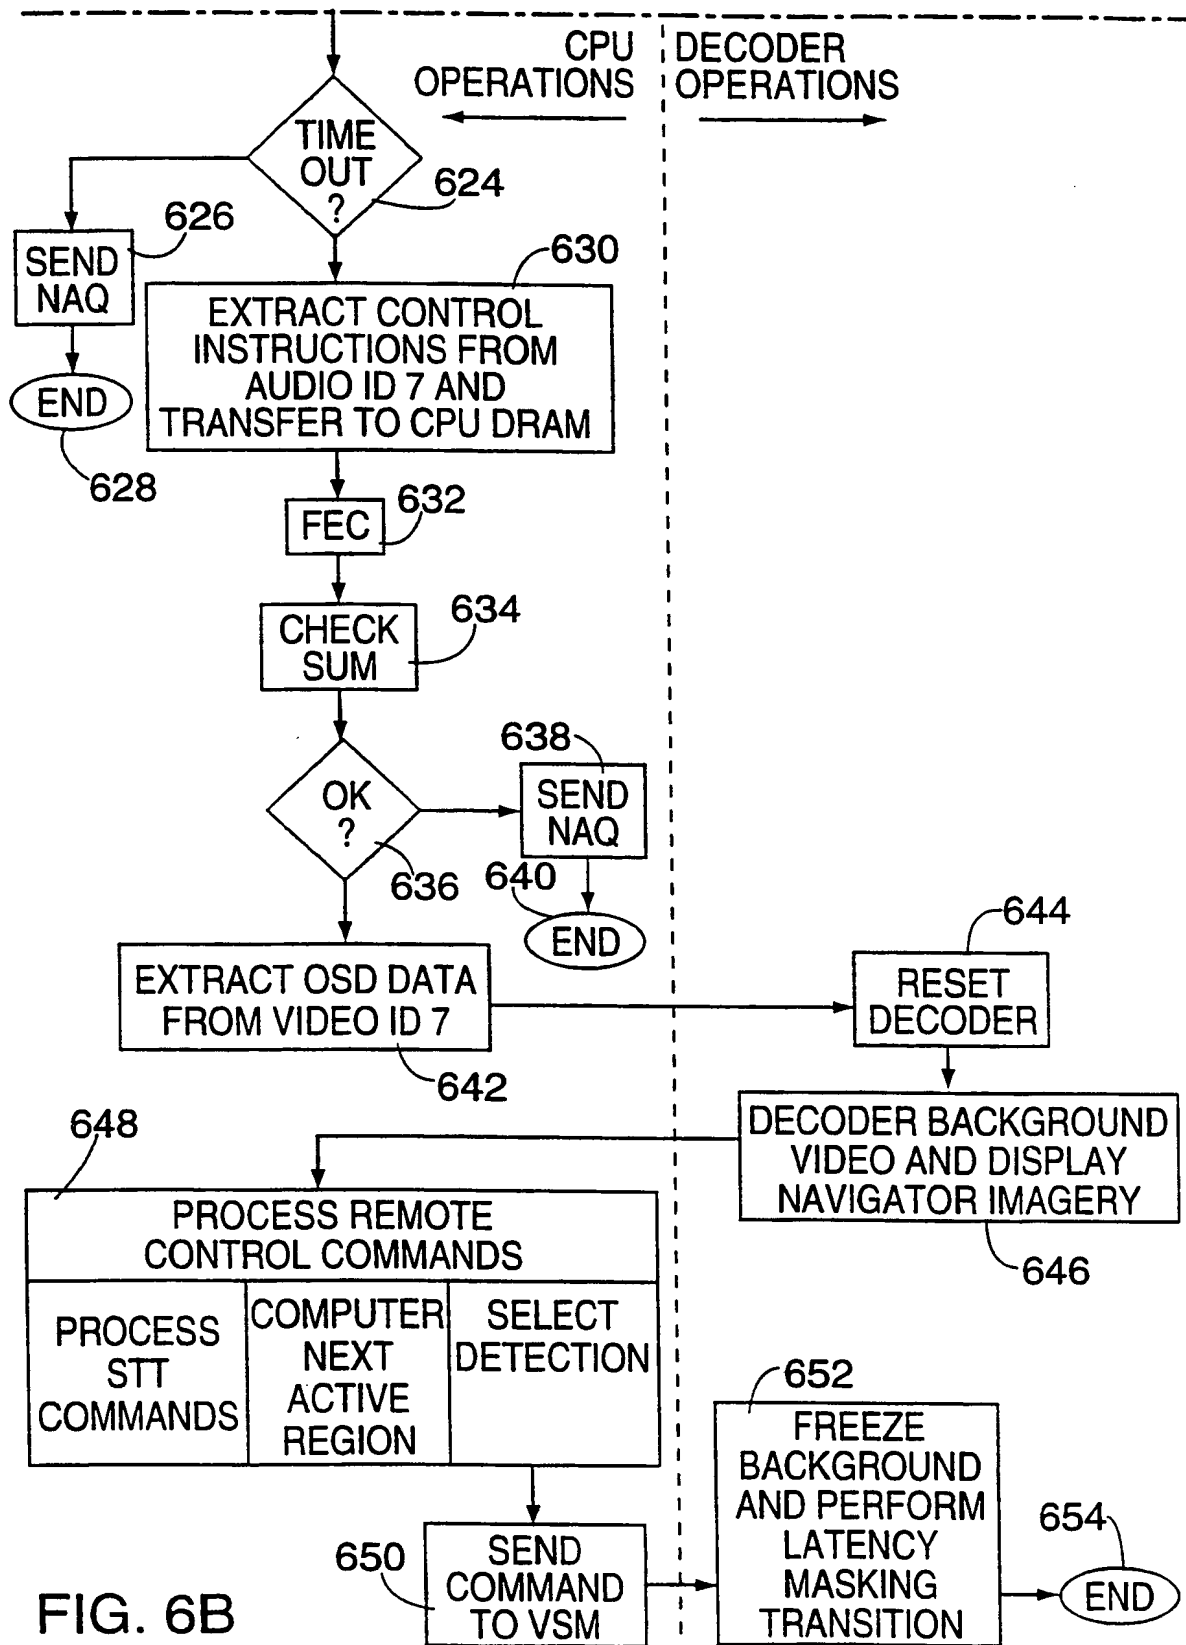 CPU
OPERATIONS
DECODER
OPERATIONS
TIME
OUT
?
624
626
SEND
NAQ
END
628
630
EXTRACT CONTROL
INSTRUCTIONS FROM
AUDIO ID 7 AND
TRANSFER TO CPU DRAM
632
FEC
634
CHECK
SUM
OK
?
636
638
SEND
NAQ
640
END
EXTRACT OSD DATA
FROM VIDEO ID 7
642
644
RESET
DECODER
DECODER BACKGROUND
VIDEO AND DISPLAY
NAVIGATOR IMAGERY
646
648
PROCESS REMOTE
CONTROL COMMANDS
PROCESS
STT
COMMANDS
COMPUTER
NEXT
ACTIVE
REGION
SELECT
DETECTION
650
SEND
COMMAND
TO VSM
652
FREEZE
BACKGROUND
AND PERFORM
LATENCY
MASKING
TRANSITION
654
END
FIG. 6B